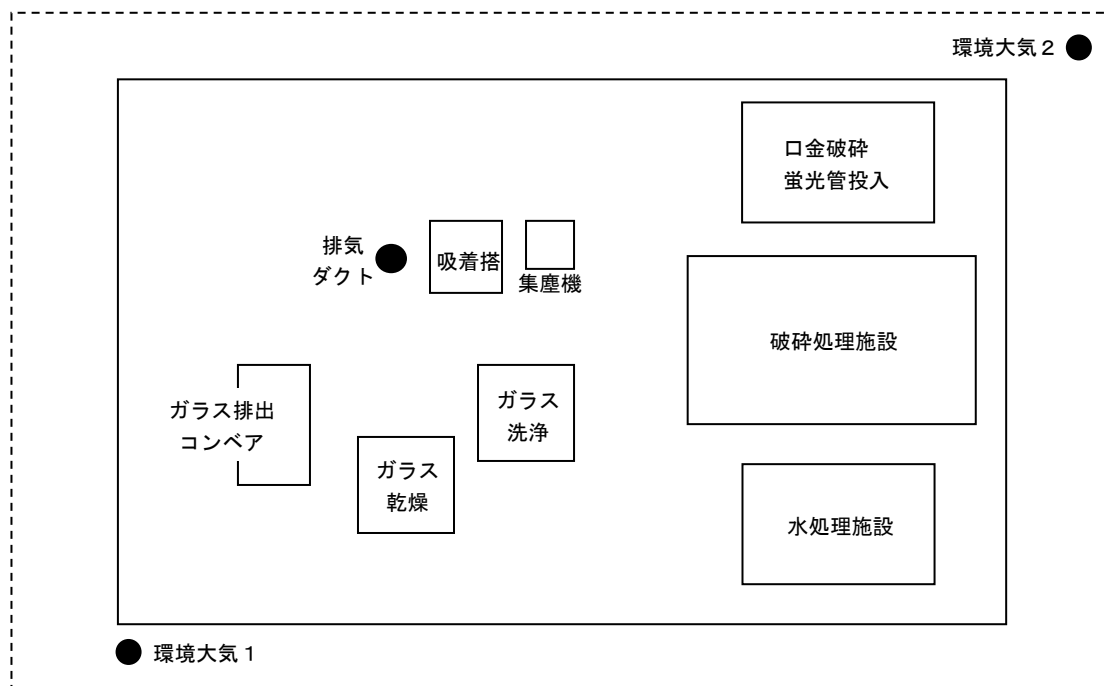 環境大気２
口金破砕
蛍光管投入
排気
ダクト
吸着搭
集塵機
破砕処理施設
ガラス排出
コンベア
ガラス
洗浄
ガラス
乾燥
水処理施設
環境大気１